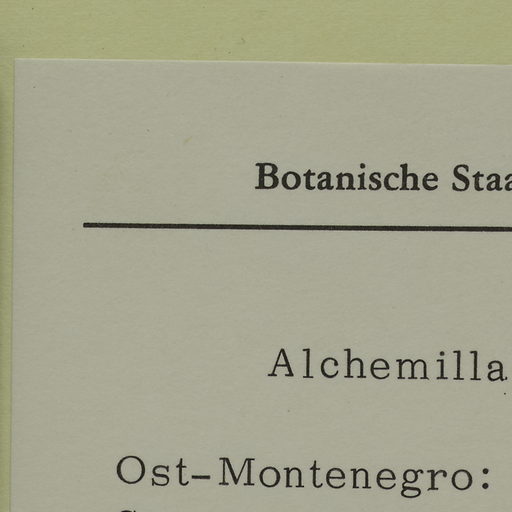 Botanische Staa
Alchemilla
Ost-Montenegro: